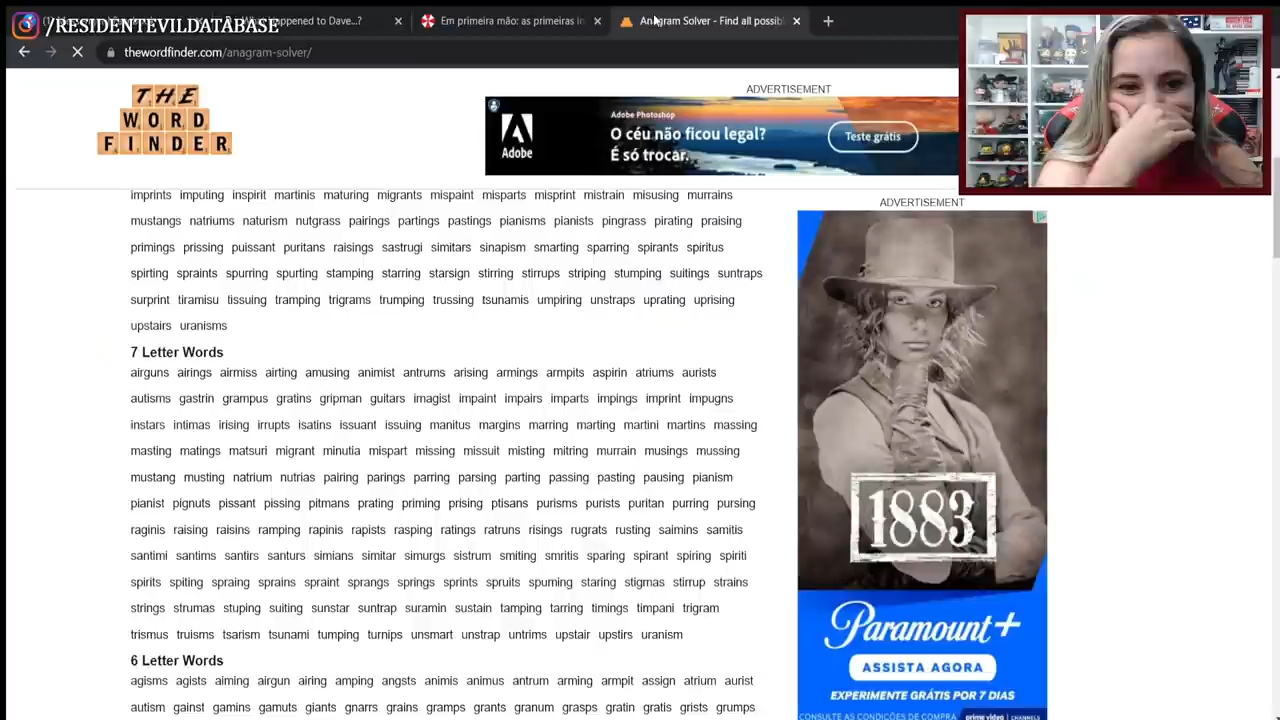 /RESIDENTEVILDATABASE
appened to Dave..?
Em primeira mão: as primeiras i
Anagram Solver - Find all possib
thewordfinder.com/anagram-solver/
THE
WORD
FINDER
ADVERTISEMENT
Adobe
Adobe Photoshop
O céu não ficou legal?
É só trocar.
Teste grátis
imprints imputing inspirit martinis maturing migrants mispaint misparts misprint mistrain misusing murrains
mustangs natriums naturism nutgrass pairings partings pastings pianisms pianists pingrass pirating praising
primings prissing puissant puritans raisings sastrugi simitars sinapism smarting sparring spirants spiritus
spirting spraints spurring spurting stamping starring starsign stirring stirrups striping stumping suitings suntraps
surprint tiramisu tissuing tramping trigrams trumping trussing tsunamis umpiring unstraps uprating uprising
upstairs uranisms
7 Letter Words
airguns airings airmiss airting amusing animist antrums arising armings armpits aspirin atriums aurists
autisms gastrin grampus gratins gripman guitars imagist impaint impairs imparts impings imprint impugns
instars intimas irising irrupts isatins issuant issuing manitus margins marring marting martini martins massing
masting matings matsuri migrant minutia mispart missing missuit misting mitring murrain musings mussing
mustang musting natrium nutrias pairing parings parring parsing parting passing pasting pausing pianism
pianist pignuts pissant pissing pitmans prating priming prising ptisans purisms purists puritan purring pursing
raginis raising raisins ramping rapinis rapists rasping ratings ratruns risings rugrats rusting saimins samitis
santimi santims santirs santurs simians simitar simurgs sistrum smiting smritis sparing spirant spiring spiriti
spirits spiting spraing sprains spraint sprangs springs sprints spruits spuming staring stigmas stirrup strains
strings strumas stuping suiting sunstar suntrap suramin sustain tamping tarring timings timpani trigram
trismus truisms tsarism tsunami tumping turnips unsmart unstrap untrims upstair upstirs uranism
6 Letter Words
agisms agists aiming airgun airing amping angsts animis animus antrum arming armpit assign atrium aurist
autism gainst gamins gamuts giants gnarrs grains gramps grants granum grasps gratin gratis grists grumps
ADVERTISEMENT
1883
Paramount+
ASSISTA AGORA
EXPERIMENTE GRÁTIS POR 7 DIAS
CONSULTE AS CONDIÇÕES DE COMPRA
prime video | CHANNELS